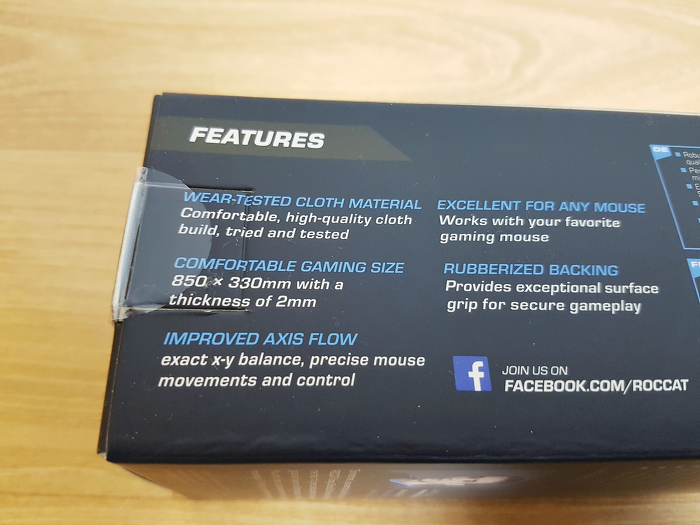 FEATURES
WEAR-TESTED CLOTH MATERIAL
Comfortable, high-quality cloth
build, tried and tested
COMFORTABLE GAMING SIZE
850 × 330mm with a
thickness of 2mm
IMPROVED AXIS FLOW
exact x-y balance, precise mouse
movements and control
EXCELLENT FOR ANY MOUSE
Works with your favorite
gaming mouse
RUBBERIZED BACKING
Provides exceptional surface
grip for secure gameplay
f
JOIN US ON
FACEBOOK.COM/ROCCAT
DE